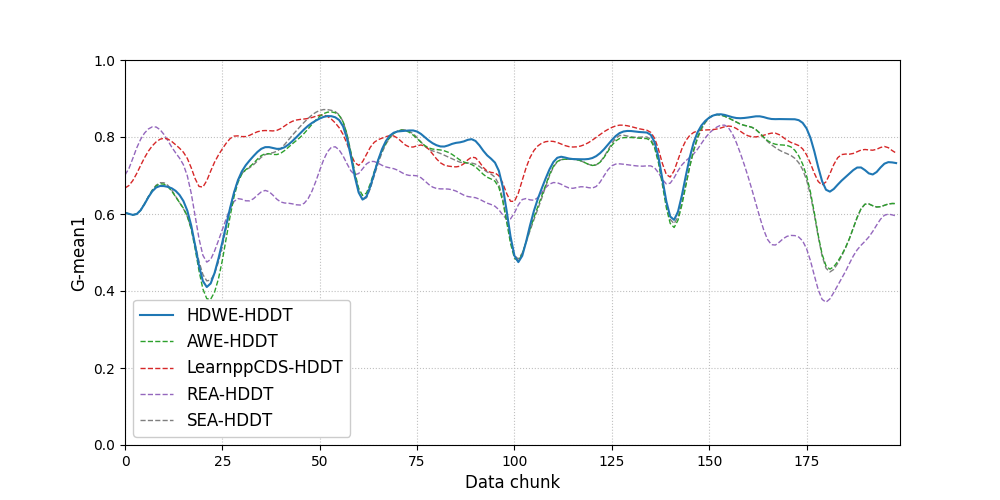 1.0
0.8
0.6
0.4
0.2
0.0
G-mean1
HDWE-HDDT
AWE-HDDT
LearnppCDS-HDDT
REA-HDDT
SEA-HDDT
0 25 50 75 100 125 150 175
Data chunk